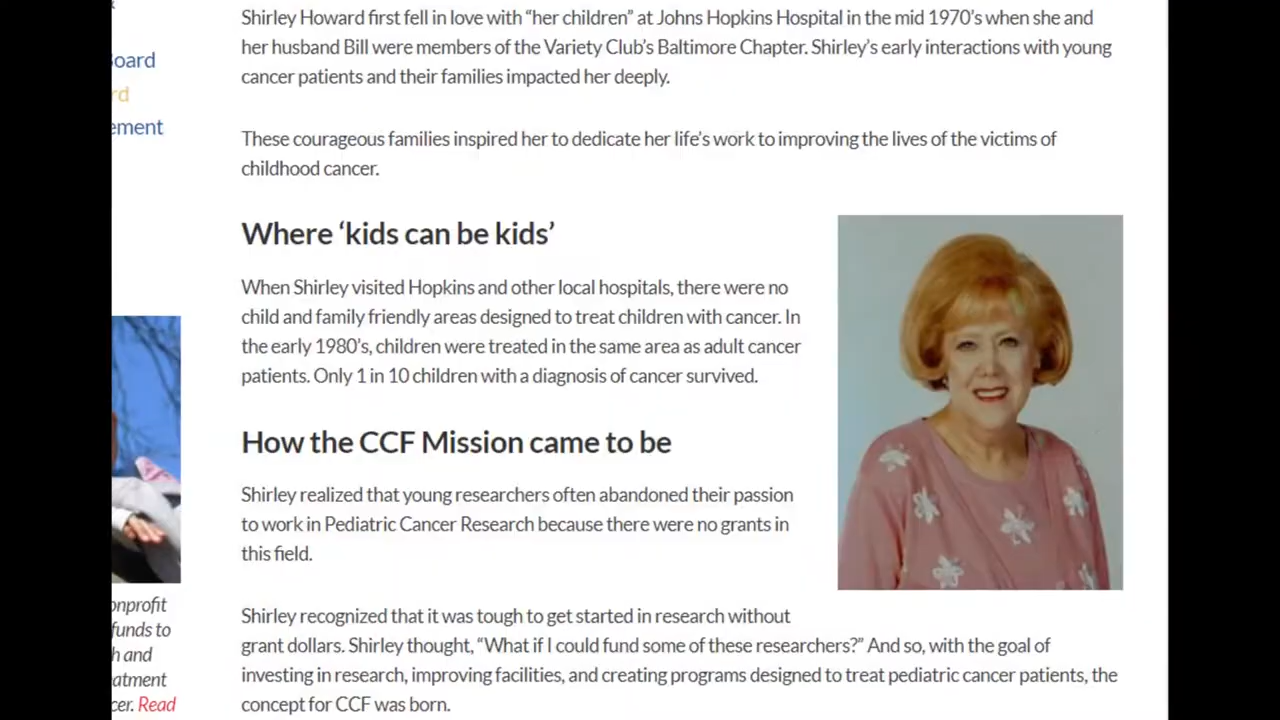 Board
rd
ement
Shirley Howard first fell in love with “her children” at Johns Hopkins Hospital in the mid 1970’s when she and
her husband Bill were members of the Variety Club’s Baltimore Chapter. Shirley’s early interactions with young
cancer patients and their families impacted her deeply.
These courageous families inspired her to dedicate her life’s work to improving the lives of the victims of
childhood cancer.
Where ‘kids can be kids’
When Shirley visited Hopkins and other local hospitals, there were no
child and family friendly areas designed to treat children with cancer. In
the early 1980’s, children were treated in the same area as adult cancer
patients. Only 1 in 10 children with a diagnosis of cancer survived.
How the CCF Mission came to be
Shirley realized that young researchers often abandoned their passion
to work in Pediatric Cancer Research because there were no grants in
this field.
Shirley recognized that it was tough to get started in research without
grant dollars. Shirley thought, “What if I could fund some of these researchers?” And so, with the goal of
investing in research, improving facilities, and creating programs designed to treat pediatric cancer patients, the
concept for CCF was born.
onprofit
funds to
h and
eatment
cer. Read